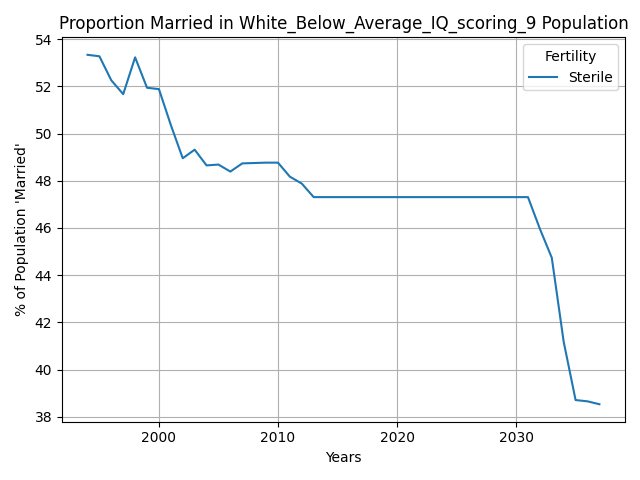 Proportion Married in White_Below_Average_IQ_scoring_9 Population
% of Population 'Married'
54
52
50
48
46
44
42
40
38
Fertility
Sterile
2000 2010 2020 2030
Years